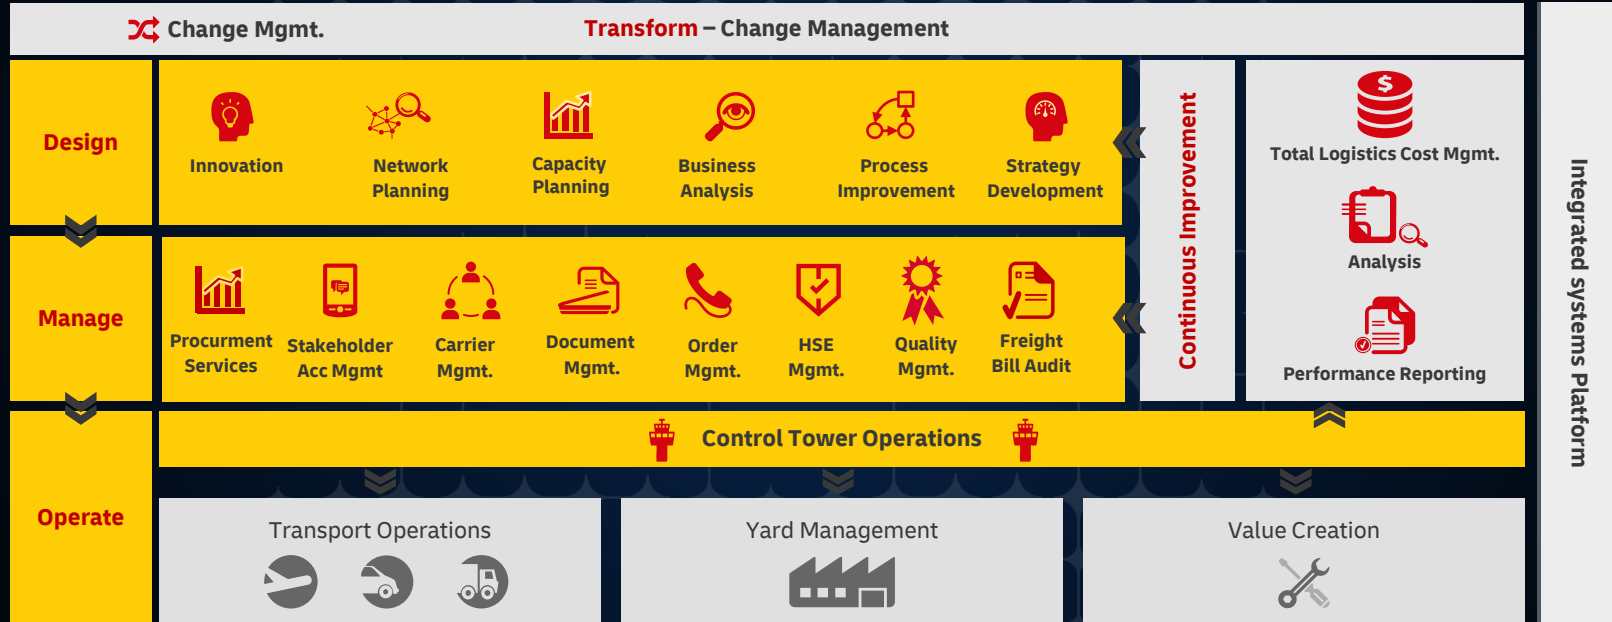 Change Mgmt.
Transform – Change Management
Design
Innovation
Network
Planning
Capacity
Planning
Business
Analysis
Process
Improvement
Strategy
Development
Manage
Procurment
Services
Stakeholder
Acc Mgmt
Carrier
Mgmt.
Document
Mgmt.
Order
Mgmt.
HSE
Mgmt.
Quality
Mgmt.
Freight
Bill Audit
Continuous Improvement
$
Total Logistics Cost Mgmt.
Analysis
Performance Reporting
Integrated systems Platform
Operate
Control Tower Operations
Transport Operations
Yard Management
Value Creation